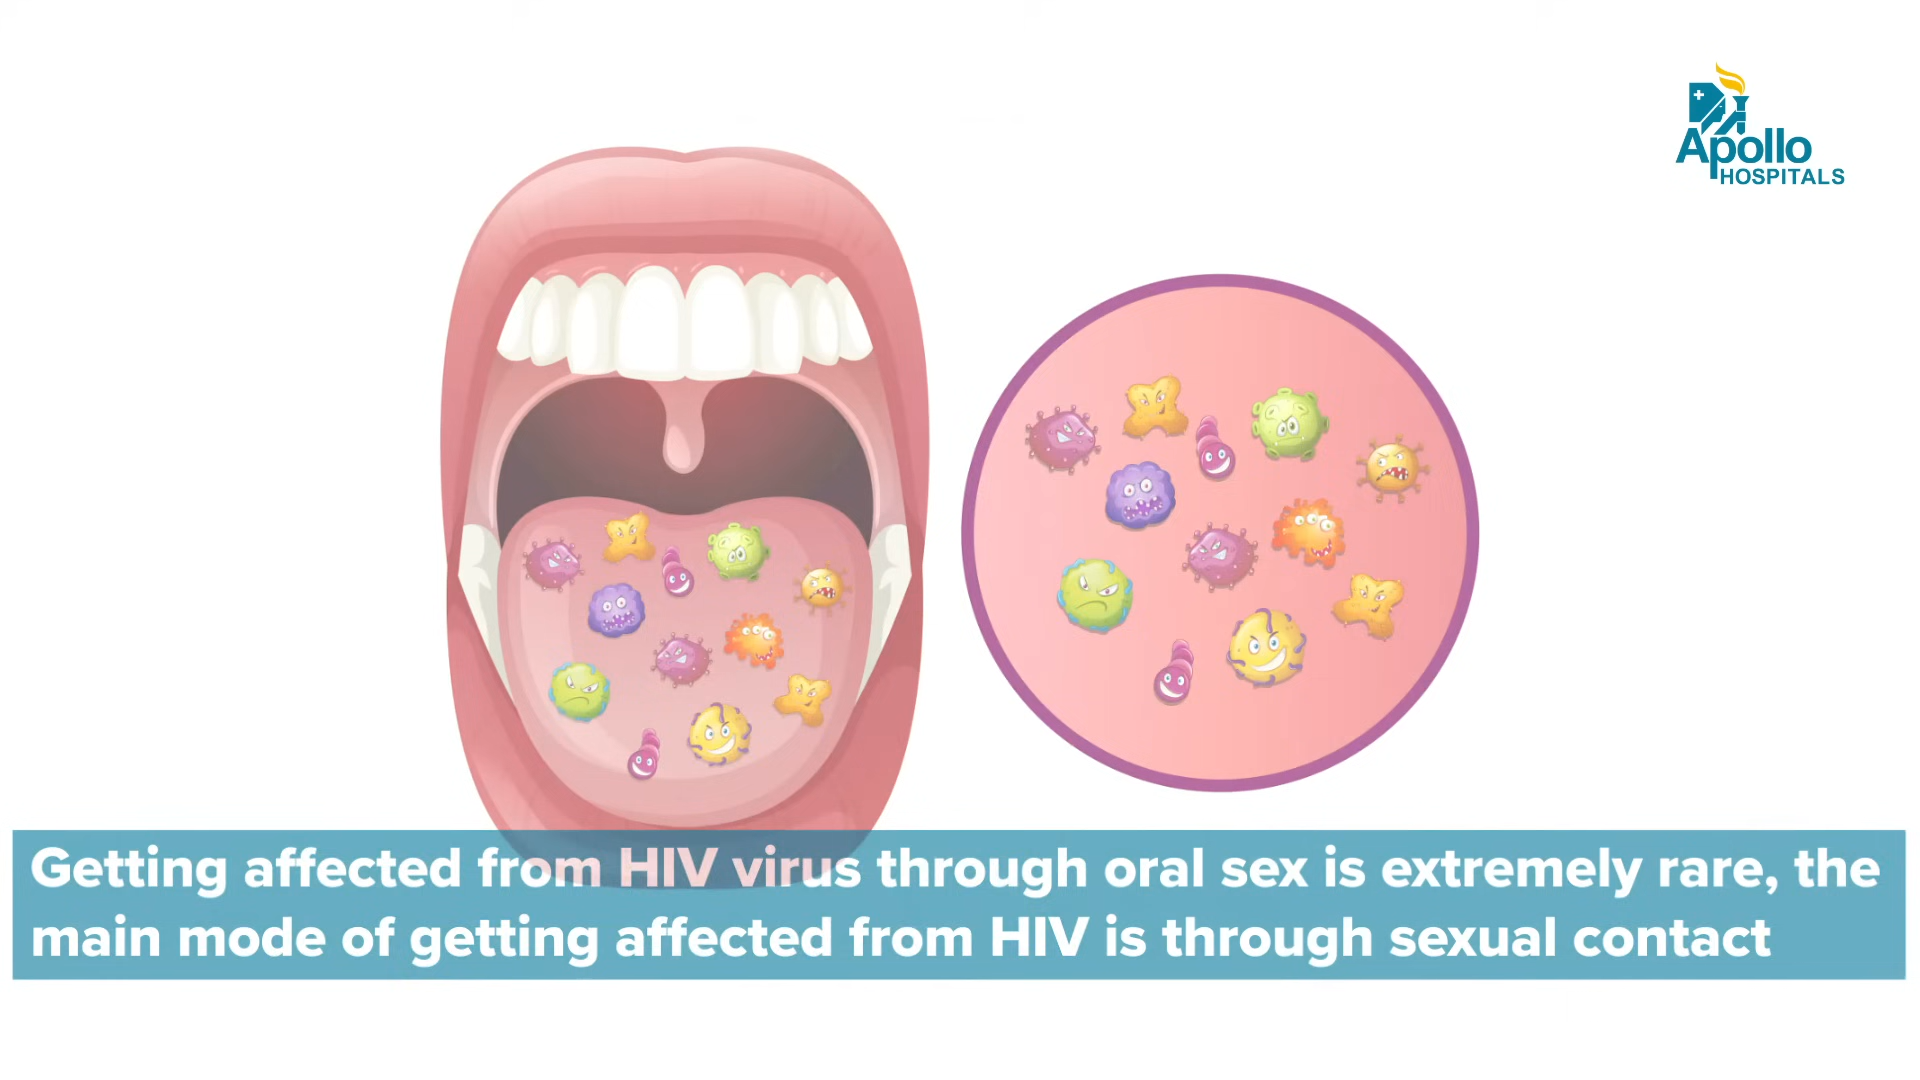 Apollo
HOSPITALS
Getting affected from HIV virus through oral sex is extremely rare, the
main mode of getting affected from HIV is through sexual contact